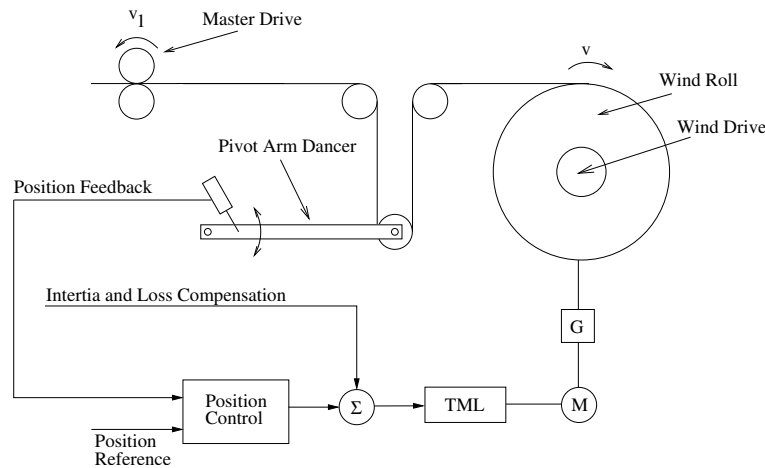 v1
Master Drive
v
Wind Roll
Wind Drive
Pivot Arm Dancer
Position Feedback
Intertia and Loss Compensation
G
Position
Control
Σ
TML
M
Position
Reference